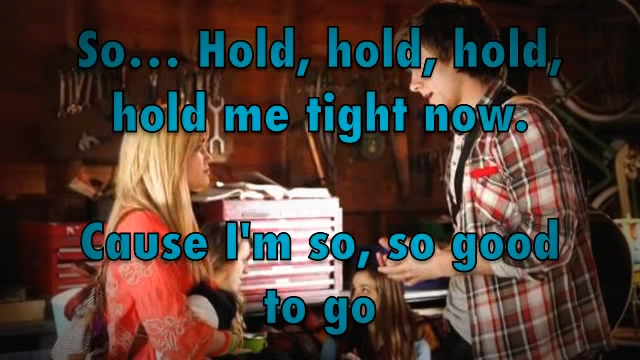 So... Hold, hold, hold,
hold me tight now.
Cause I'm so, so good
to go